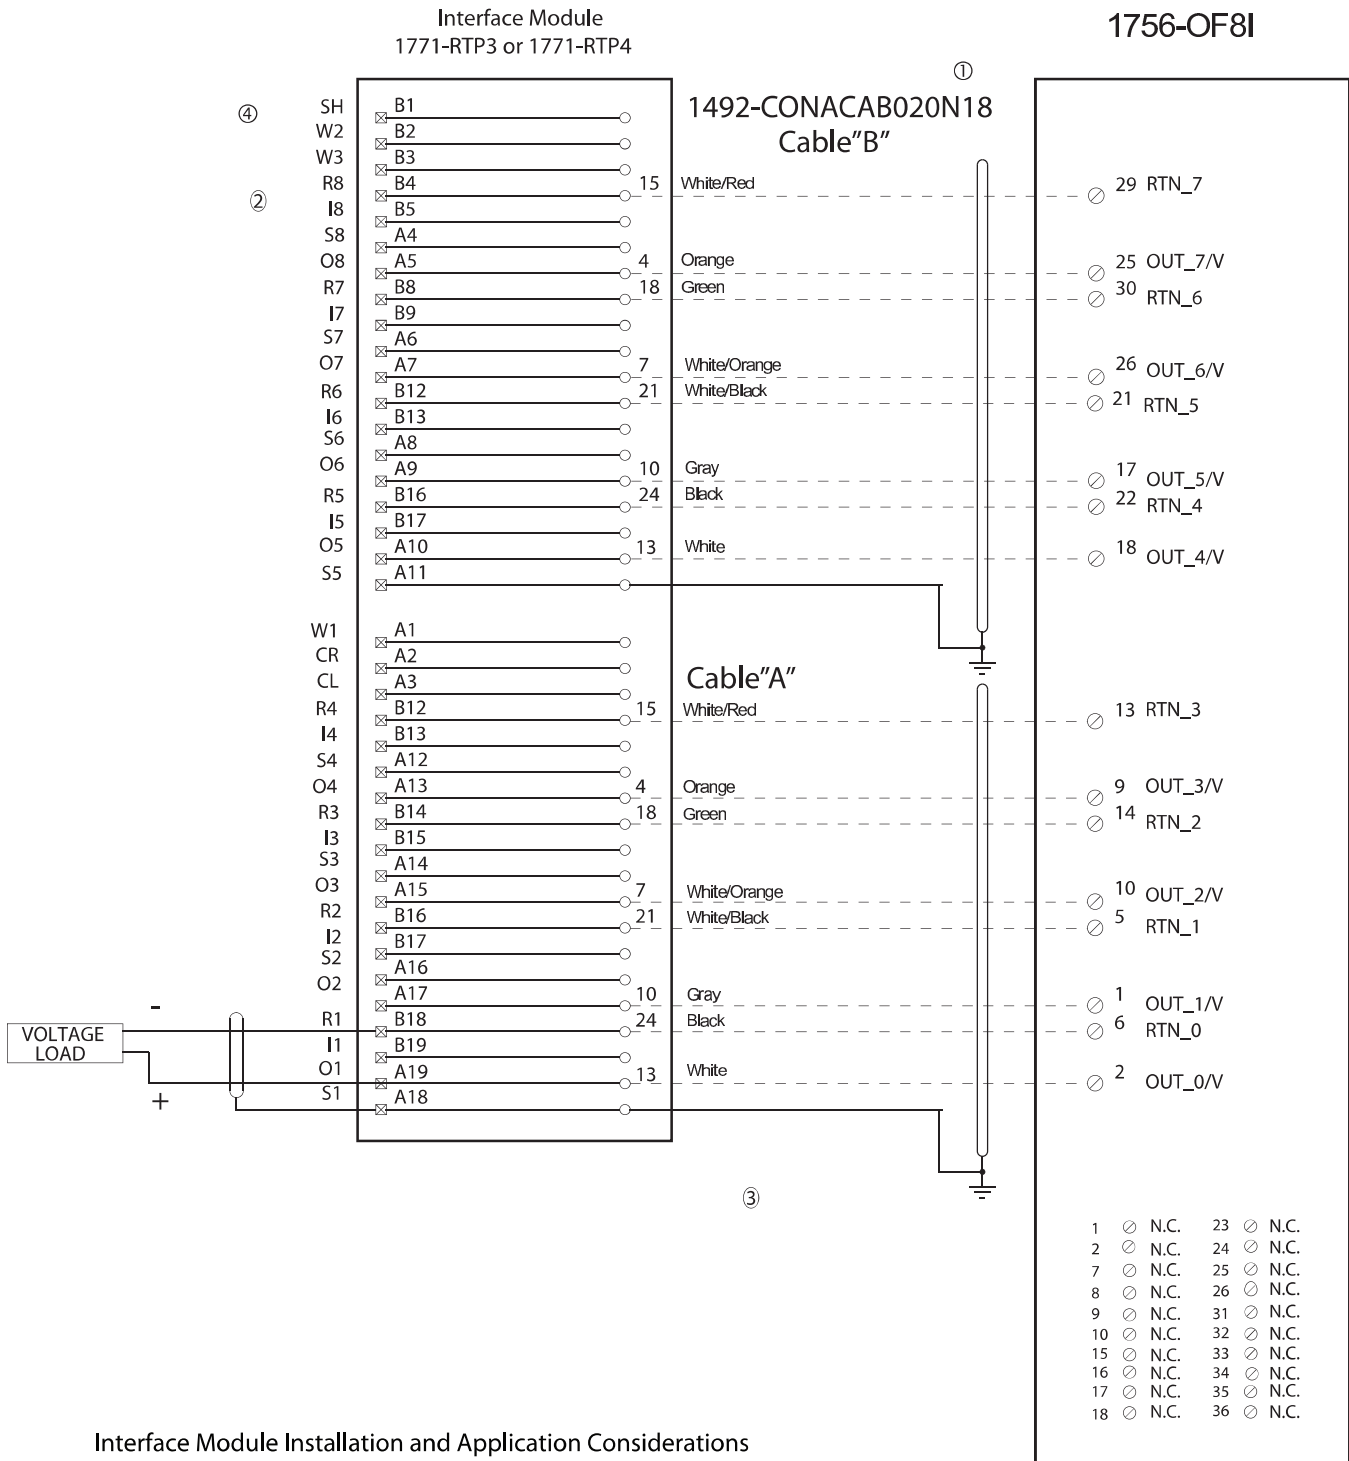 Interface Module
1771-RTP3 or 1771-RTP4
1756-OF8I
①
④ SH B1 1492-CONACAB020N18
W2 B2 Cable"B"
W3 B3
② R8 B4 15 White/Red 29 RTN_7
I8 B5
S8 A4
O8 A5 4 Orange 25 OUT_7/V
R7 B8 18 Green 30 RTN_6
I7 B9
S7 A6
O7 A7 7 White/Orange 26 OUT_6/V
R6 B12 21 White/Black 21 RTN_5
I6 B13
S6 A8
O6 A9 10 Gray 17 OUT_5/V
R5 B16 24 Black 22 RTN_4
I5 B17
O5 A10 13 White 18 OUT_4/V
S5 A11
W1 A1
CR A2
CL A3 Cable"A"
R4 B12 15 White/Red 13 RTN_3
I4 B13
S4 A12
O4 A13 4 Orange 9 OUT_3/V
R3 B14 18 Green 14 RTN_2
I3 B15
S3 A14
O3 A15 7 White/Orange 10 OUT_2/V
R2 B16 21 White/Black 5 RTN_1
I2 B17
S2 A16
O2 A17 10 Gray 1 OUT_1/V
- R1 B18 24 Black 6 RTN_0
VOLTAGE
LOAD
I1 B19
O1 A19 13 White 2 OUT_0/V
+ S1 A18
③
1 N.C. 23 N.C.
2 N.C. 24 N.C.
7 N.C. 25 N.C.
8 N.C. 26 N.C.
9 N.C. 31 N.C.
10 N.C. 32 N.C.
15 N.C. 33 N.C.
16 N.C. 34 N.C.
17 N.C. 35 N.C.
18 N.C. 36 N.C.
Interface Module Installation and Application Considerations